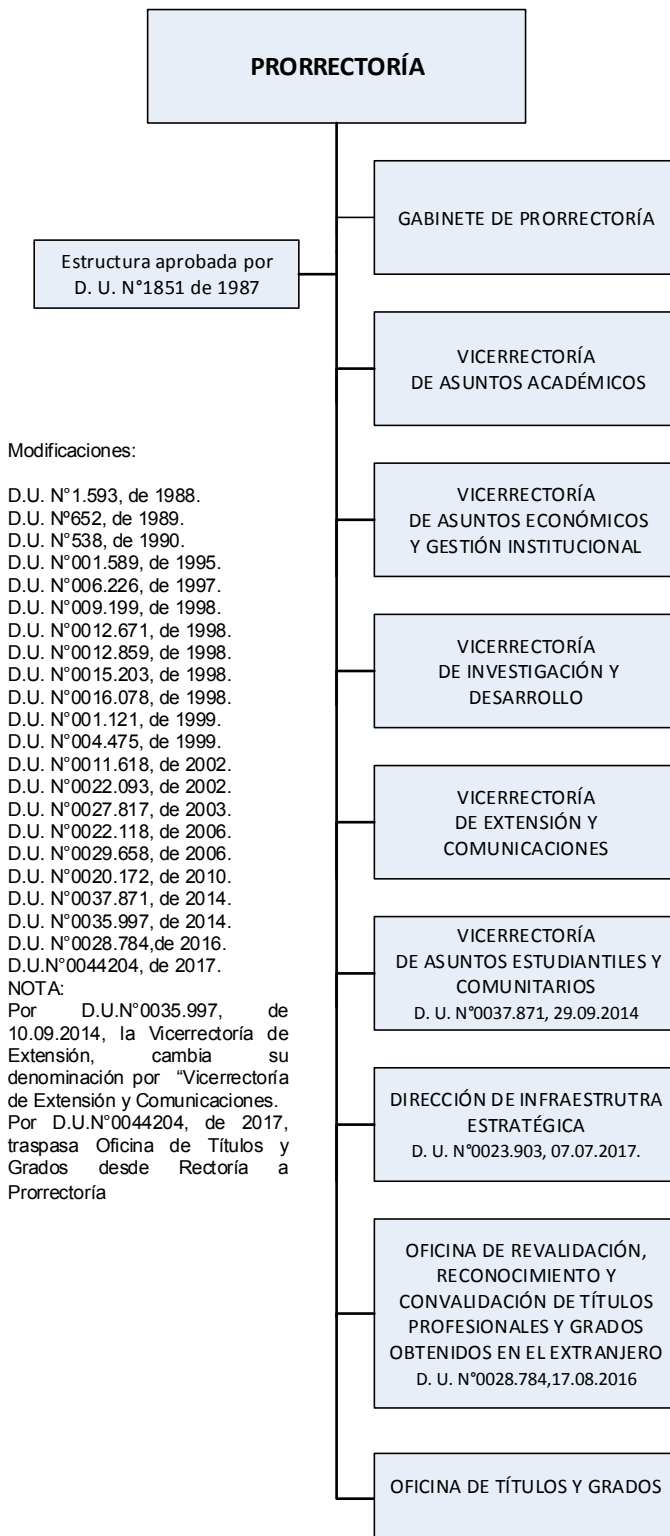 PRORRECTORÍA
GABINETE DE PRORRECTORÍA
Estructura aprobada por
D. U. N°1851 de 1987
VICERRECTORÍA
DE ASUNTOS ACADÉMICOS
Modificaciones:
D.U. N°1.593, de 1988.
D.U. Nº652, de 1989.
D.U. N°538, de 1990.
D.U. N°001.589, de 1995.
D.U. N°006.226, de 1997.
D.U. N°009.199, de 1998.
D.U. N°0012.671, de 1998.
D.U. N°0012.859, de 1998.
D.U. N°0015.203, de 1998.
D.U. N°0016.078, de 1998.
D.U. N°001.121, de 1999.
D.U. N°004.475, de 1999.
D.U. N°0011.618, de 2002.
D.U. N°0022.093, de 2002.
D.U. N°0027.817, de 2003.
D.U. N°0022.118, de 2006.
D.U. N°0029.658, de 2006.
D.U. N°0020.172, de 2010.
D.U. N°0037.871, de 2014.
D.U. N°0035.997, de 2014.
D.U. N°0028.784,de 2016.
D.U.N°0044204, de 2017.
NOTA:
Por D.U.N°0035.997, de
10.09.2014, la Vicerrectoría de
Extensión, cambia su
denominación por “Vicerrectoría
de Extensión y Comunicaciones.
Por D.U.N°0044204, de 2017,
traspasa Oficina de Títulos y
Grados desde Rectoría a
Prorrectoría
VICERRECTORÍA
DE ASUNTOS ECONÓMICOS
Y GESTIÓN INSTITUCIONAL
VICERRECTORÍA
DE INVESTIGACIÓN Y
DESARROLLO
VICERRECTORÍA
DE EXTENSIÓN Y
COMUNICACIONES
VICERRECTORÍA
DE ASUNTOS ESTUDIANTILES Y
COMUNITARIOS
D. U. N°0037.871, 29.09.2014
DIRECCIÓN DE INFRAESTRUTRA
ESTRATÉGICA
D. U. N°0023.903, 07.07.2017.
OFICINA DE REVALIDACIÓN,
RECONOCIMIENTO Y
CONVALIDACIÓN DE TÍTULOS
PROFESIONALES Y GRADOS
OBTENIDOS EN EL EXTRANJERO
D. U. N°0028.784,17.08.2016
OFICINA DE TÍTULOS Y GRADOS